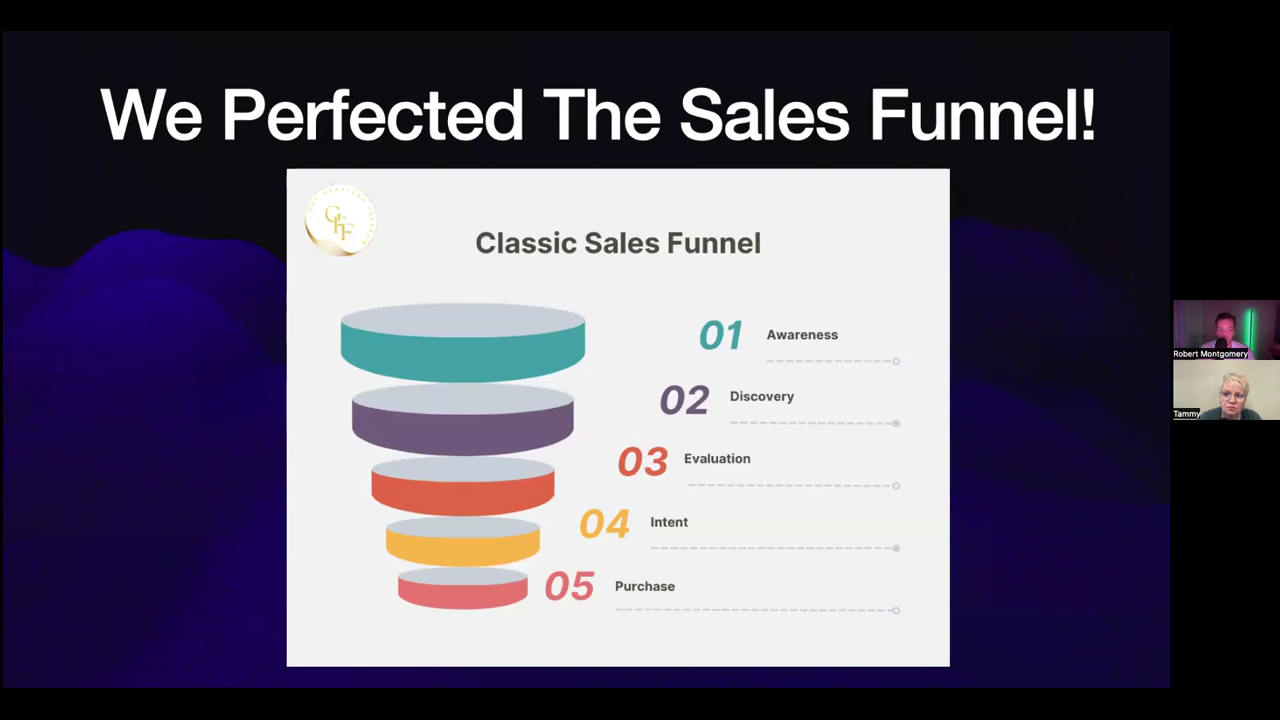 We Perfected The Sales Funnel!
GFF
Classic Sales Funnel
01 Awareness
02 Discovery
03 Evaluation
04 Intent
05 Purchase
Robert Montgomery
Tammy